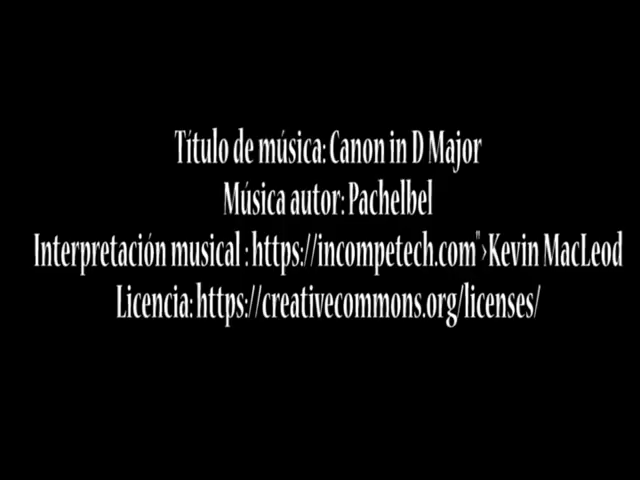 Título de música: Canon in D Major
Música autor: Pachelbel
Interpretación musical : https://incompetech.com">Kevin MacLeod
Licencia: https://creativecommons.org/licenses/